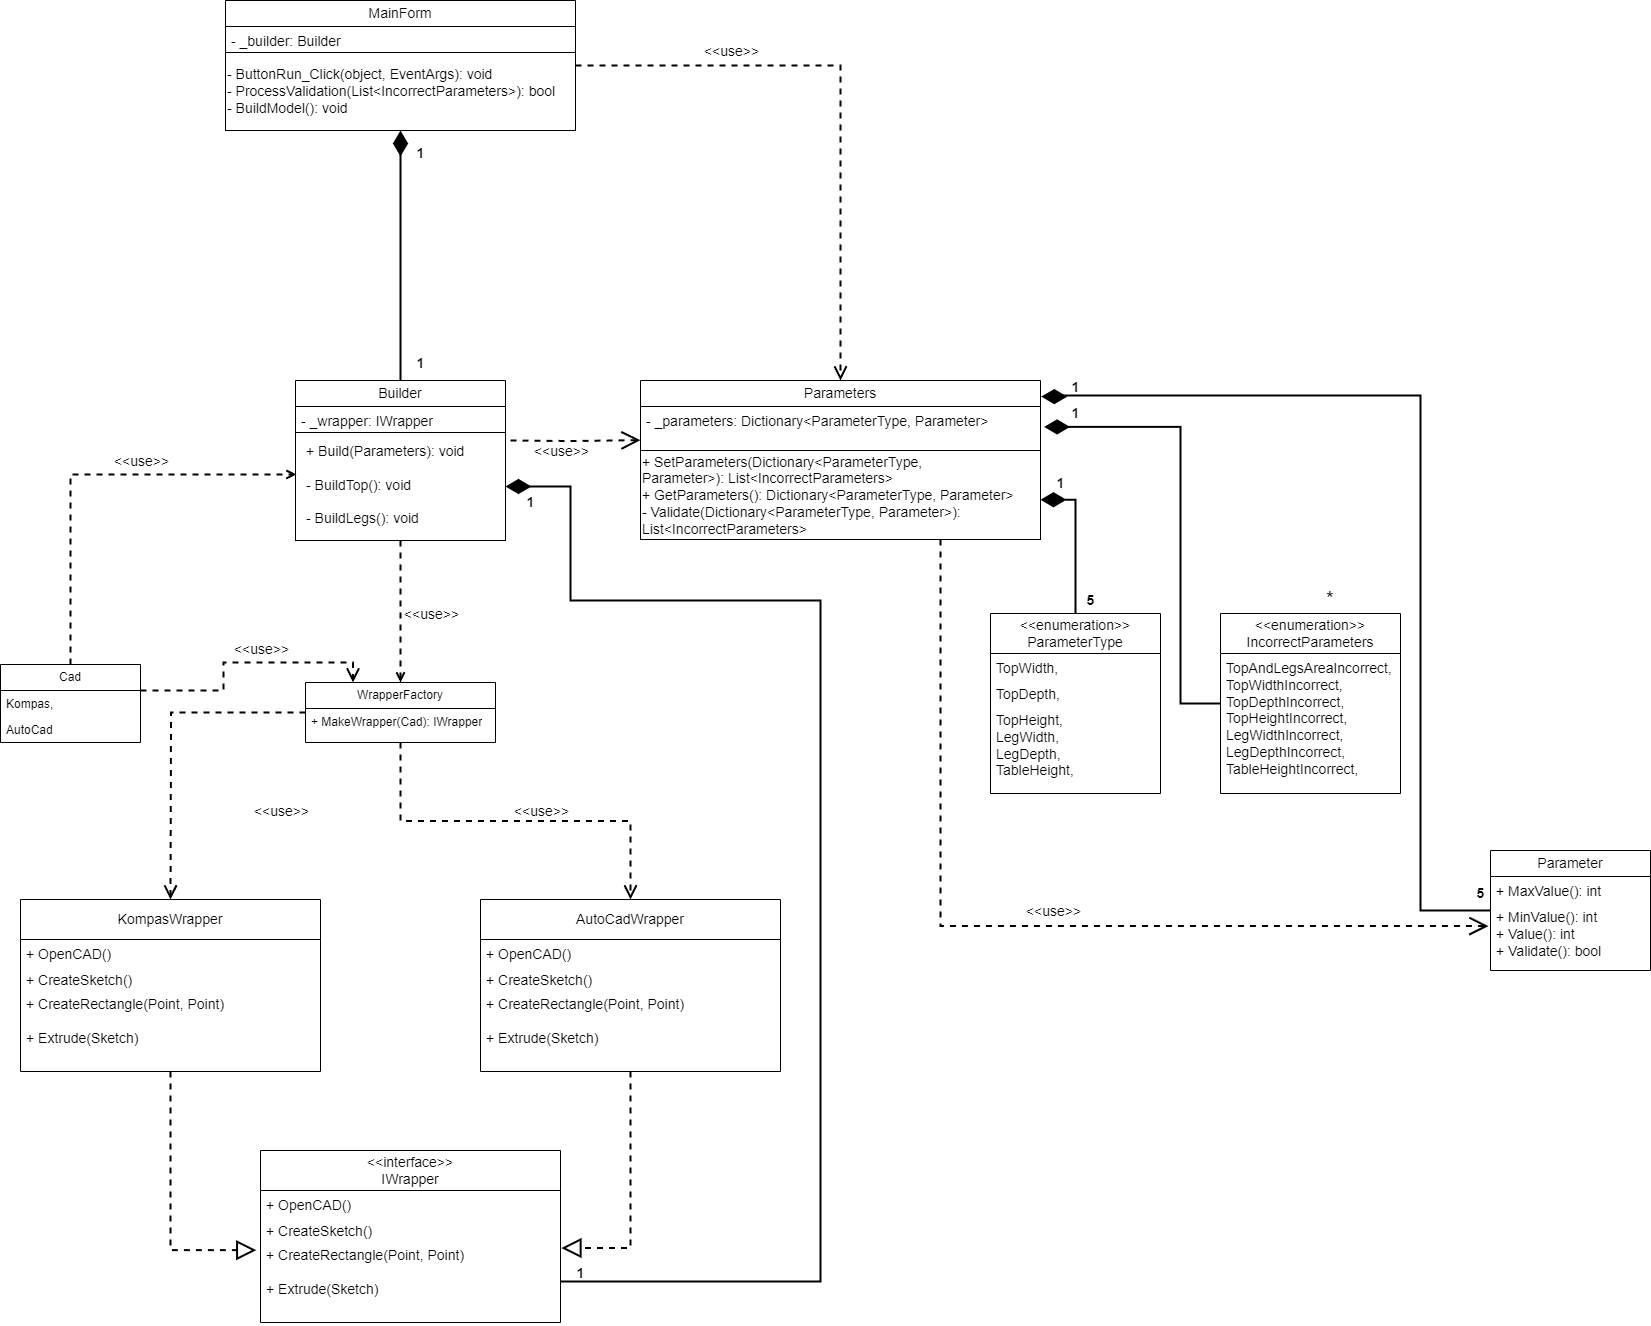 MainForm
- _builder: Builder
- ButtonRun_Click(object, EventArgs): void
- ProcessValidation(List<IncorrectParameters>): bool
- BuildModel(): void
<<use>>
1
1
Builder
- _wrapper: IWrapper
+ Build(Parameters): void
- BuildTop(): void
- BuildLegs(): void
<<use>>
1
Parameters
- _parameters: Dictionary<ParameterType, Parameter>
+ SetParameters(Dictionary<ParameterType,
Parameter>): List<IncorrectParameters>
+ GetParameters(): Dictionary<ParameterType, Parameter>
- Validate(Dictionary<ParameterType, Parameter>):
List<IncorrectParameters>
1
1
1
<<use>>
<<use>>
<<use>>
5
*
Cad
Kompas,
AutoCad
WrapperFactory
+ MakeWrapper(Cad): IWrapper
<<enumeration>>
ParameterType
TopWidth,
TopDepth,
TopHeight,
LegWidth,
LegDepth,
TableHeight,
<<enumeration>>
IncorrectParameters
TopAndLegsAreaIncorrect,
TopWidthIncorrect,
TopDepthIncorrect,
TopHeightIncorrect,
LegWidthIncorrect,
LegDepthIncorrect,
TableHeightIncorrect,
<<use>>
<<use>>
<<use>>
5
Parameter
+ MaxValue(): int
+ MinValue(): int
+ Value(): int
+ Validate(): bool
KompasWrapper
+ OpenCAD()
+ CreateSketch()
+ CreateRectangle(Point, Point)
+ Extrude(Sketch)
AutoCadWrapper
+ OpenCAD()
+ CreateSketch()
+ CreateRectangle(Point, Point)
+ Extrude(Sketch)
<<interface>>
IWrapper
+ OpenCAD()
+ CreateSketch()
+ CreateRectangle(Point, Point)
+ Extrude(Sketch)
1